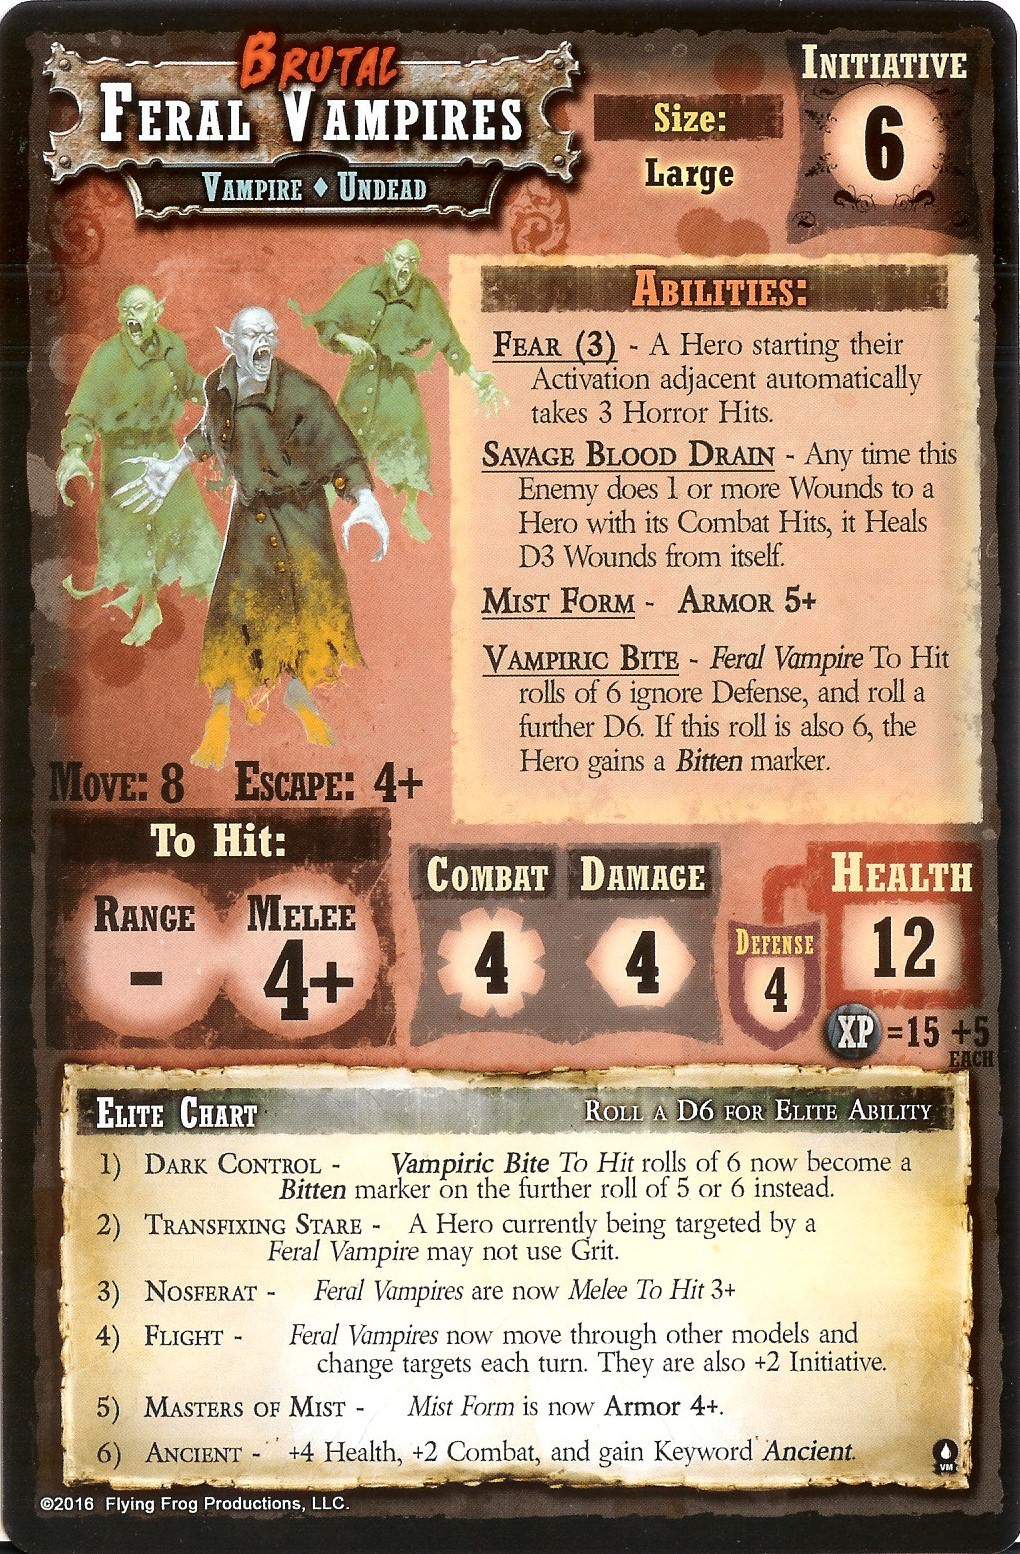 BRUTAL
FERAL VAMPIRES
VAMPIRE ♦ UNDEAD
Size:
Large
INITIATIVE
6
ABILITIES:
FEAR (3) - A Hero starting their
Activation adjacent automatically
takes 3 Horror Hits.
SAVAGE BLOOD DRAIN - Any time this
Enemy does 1 or more Wounds to a
Hero with its Combat Hits, it Heals
D3 Wounds from itself.
MIST FORM - ARMOR 5+
VAMPIRIC BITE - Feral Vampire To Hit
rolls of 6 ignore Defense, and roll a
further D6. If this roll is also 6, the
Hero gains a Bitten marker.
MOVE: 8 ESCAPE: 4+
To Hit:
RANGE MELEE
- 4+
COMBAT
4
DAMAGE
4
DEFENSE
4
HEALTH
12
XP =15 +5
EACH
ELITE CHART ROLL A D6 FOR ELITE ABILITY
1) DARK CONTROL - Vampiric Bite To Hit rolls of 6 now become a
Bitten marker on the further roll of 5 or 6 instead.
2) TRANSFIXING STARE - A Hero currently being targeted by a
Feral Vampire may not use Grit.
3) NOSFERAT - Feral Vampires are now Melee To Hit 3+
4) FLIGHT - Feral Vampires now move through other models and
change targets each turn. They are also +2 Initiative.
5) MASTERS OF MIST - Mist Form is now Armor 4+.
6) ANCIENT - +4 Health, +2 Combat, and gain Keyword Ancient.
VM
©2016 Flying Frog Productions, LLC.